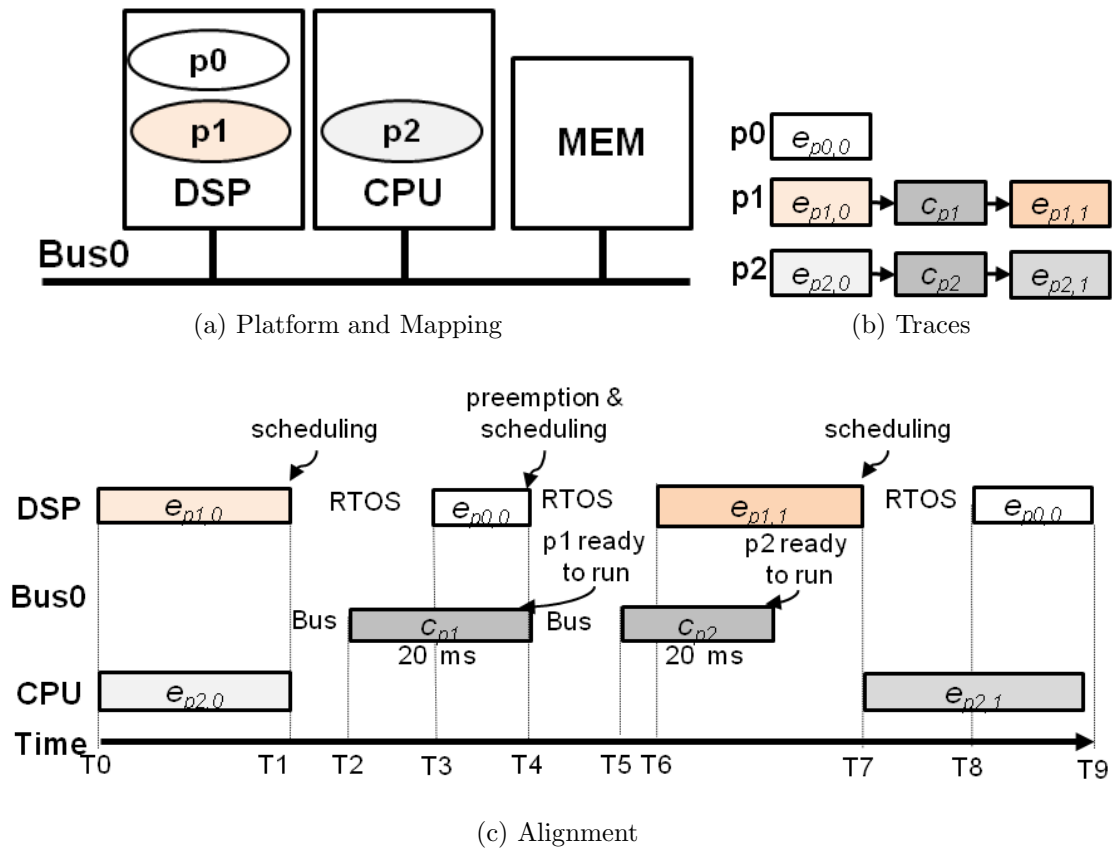 p0
p1
DSP
p2
CPU
MEM
Bus0
(a) Platform and Mapping
p0 e_{p0,0}
p1 e_{p1,0} c_{p1} e_{p1,1}
p2 e_{p2,0} c_{p2} e_{p2,1}
(b) Traces
scheduling
preemption &
scheduling
scheduling
DSP e_{p1,0} RTOS e_{p0,0} RTOS e_{p1,1} RTOS e_{p0,0}
p1 ready
to run
p2 ready
to run
Bus0 Bus c_{p1} Bus c_{p2}
20 ms 20 ms
CPU e_{p2,0} e_{p2,1}
Time
T0 T1 T2 T3 T4 T5 T6 T7 T8 T9
(c) Alignment